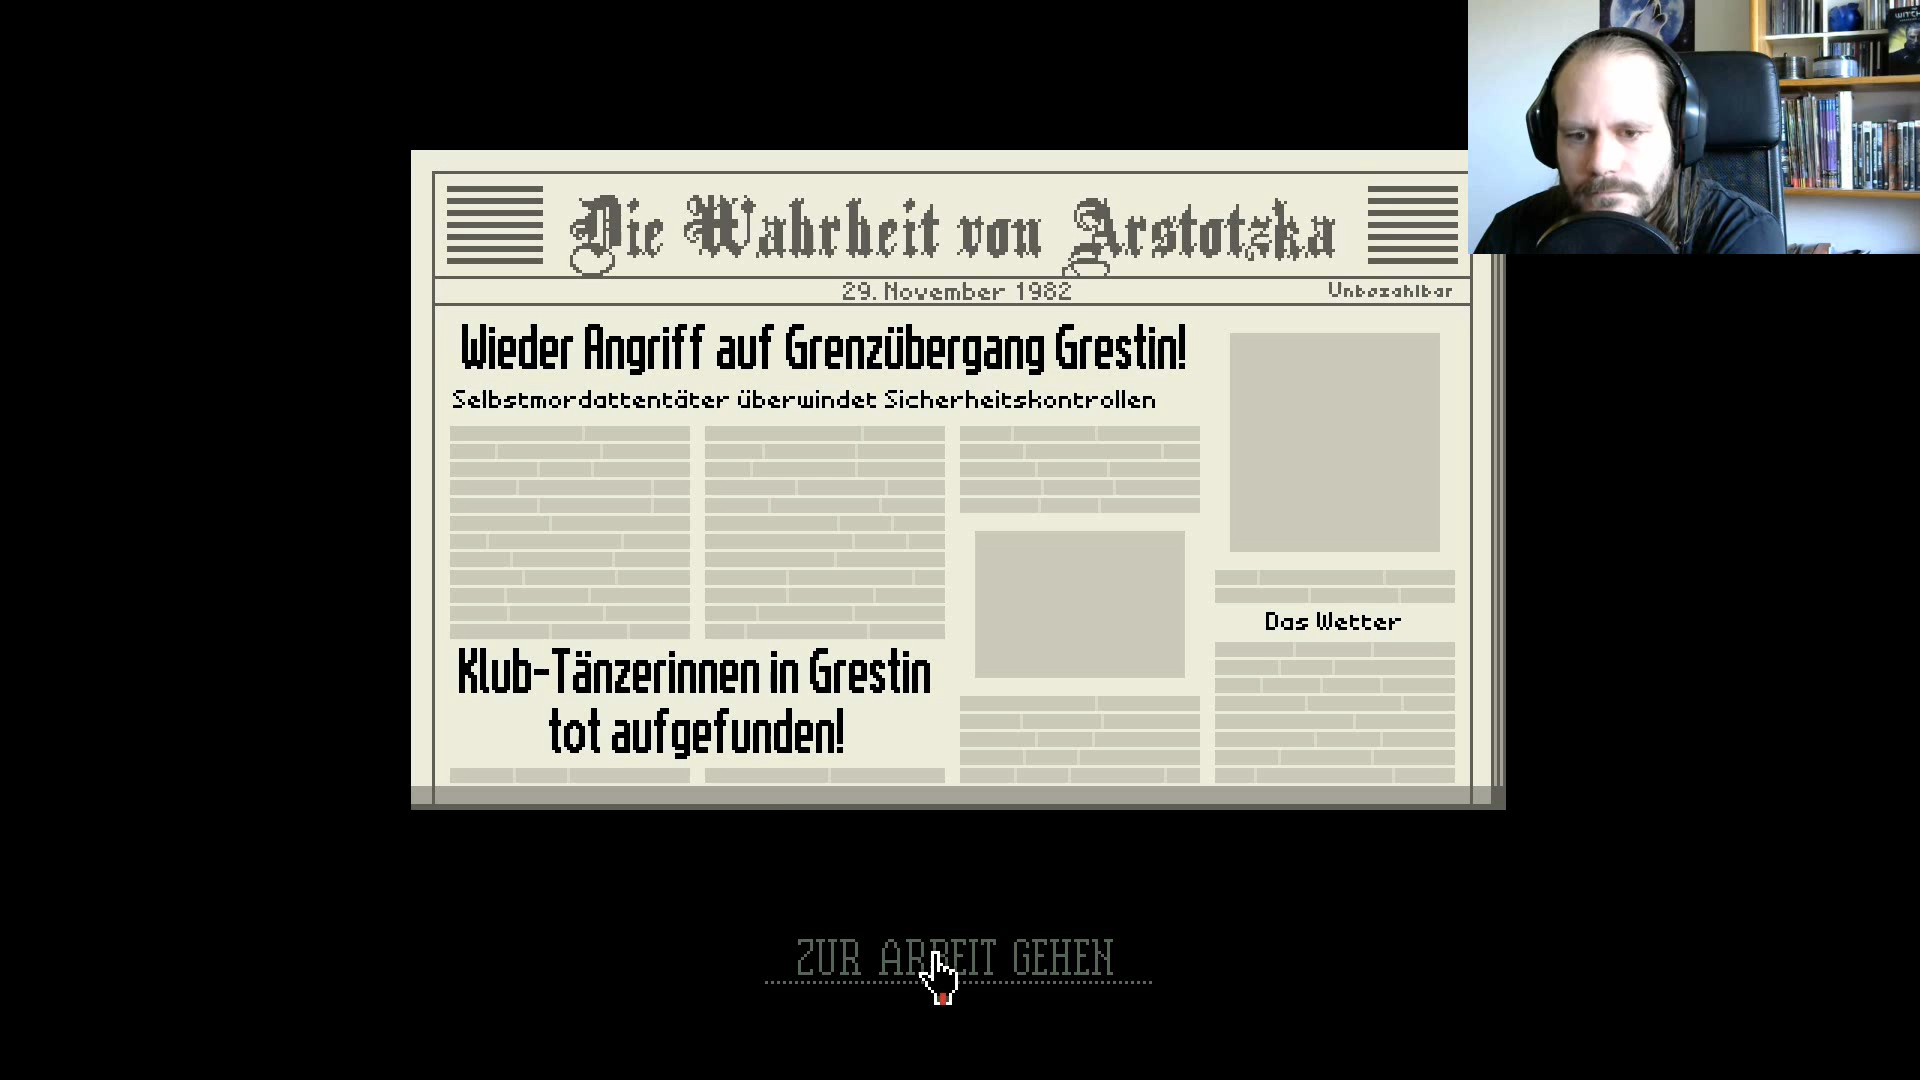 Die Wahrheit von Arstotzka
29. November 1982
Unbezahlbar
Wieder Angriff auf Grenzübergang Grestin!
Selbstmordattentäter überwindet Sicherheitskontrollen
Das Wetter
Klub-Tänzerinnen in Grestin
tot aufgefunden!
ZUR ARBEIT GEHEN